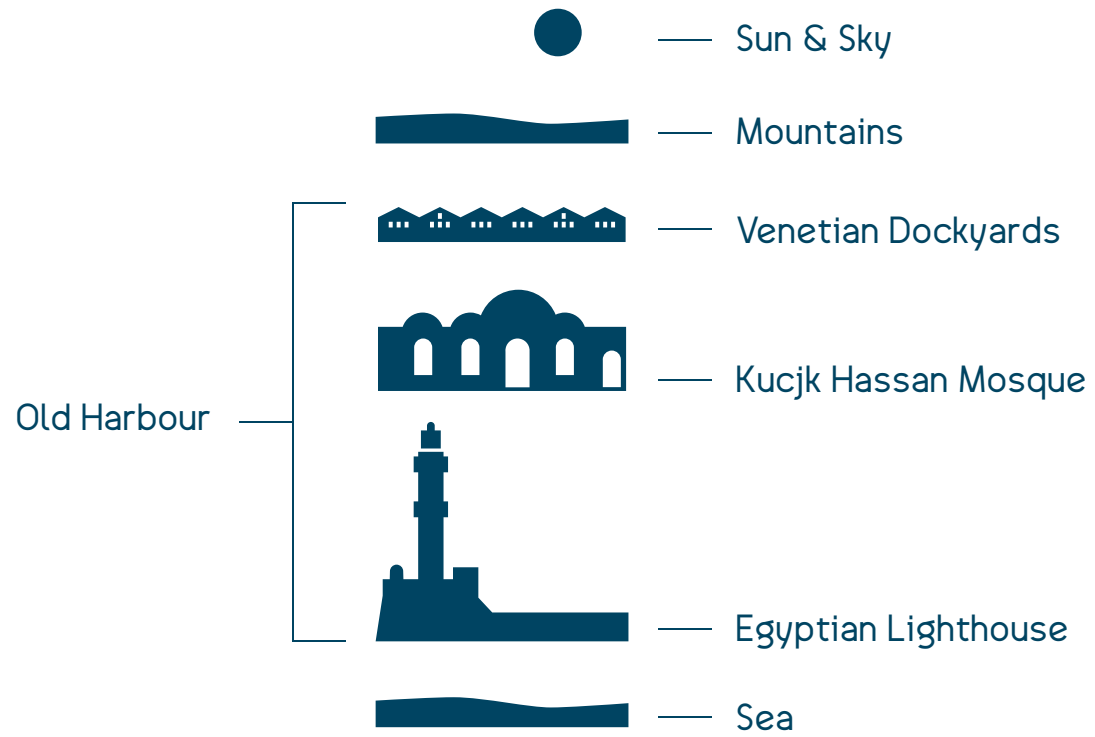 Sun & Sky
Mountains
Venetian Dockyards
Kucjk Hassan Mosque
Old Harbour
Egyptian Lighthouse
Sea